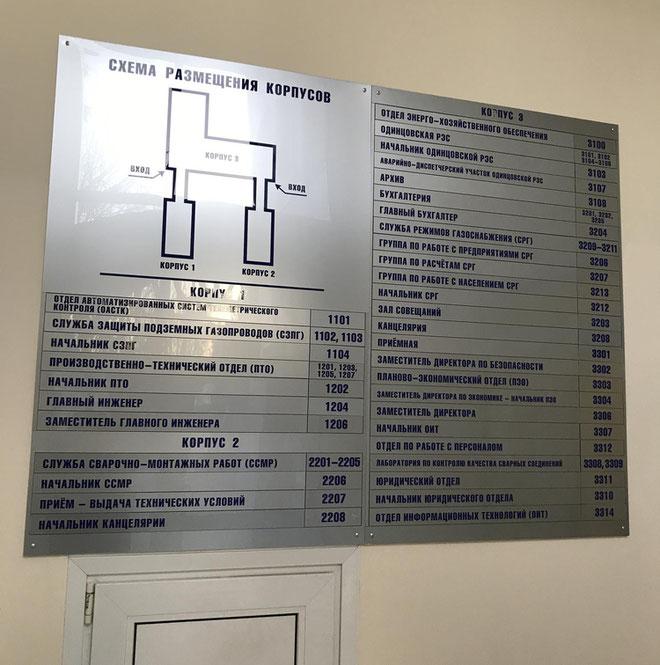 СХЕМА РАЗМЕЩЕНИЯ КОРПУСОВ
КОРПУС 3
ВХОД
ВХОД
КОРПУС 1
КОРПУС 2
КОРПУС 1
ОТДЕЛ АВТОМАТИЗИРОВАННЫХ СИСТЕМ ТЕЛЕМЕТРИЧЕСКОГО
КОНТРОЛЯ (ОАСТК) 1101
СЛУЖБА ЗАЩИТЫ ПОДЗЕМНЫХ ГАЗОПРОВОДОВ (СЗПГ) 1102, 1103
НАЧАЛЬНИК СЗПГ 1104
ПРОИЗВОДСТВЕННО-ТЕХНИЧЕСКИЙ ОТДЕЛ (ПТО) 1201, 1203,
1205, 1207
НАЧАЛЬНИК ПТО 1202
ГЛАВНЫЙ ИНЖЕНЕР 1204
ЗАМЕСТИТЕЛЬ ГЛАВНОГО ИНЖЕНЕРА 1206
КОРПУС 2
СЛУЖБА СВАРОЧНО-МОНТАЖНЫХ РАБОТ (ССМР) 2201-2205
НАЧАЛЬНИК ССМР 2206
ПРИЁМ - ВЫДАЧА ТЕХНИЧЕСКИХ УСЛОВИЙ 2207
НАЧАЛЬНИК КАНЦЕЛЯРИИ 2208
КОРПУС 3
ОТДЕЛ ЭНЕРГО-ХОЗЯЙСТВЕННОГО ОБЕСПЕЧЕНИЯ 3100
ОДИНЦОВСКАЯ РЭС 3101, 3102
3104-3106
НАЧАЛЬНИК ОДИНЦОВСКОЙ РЭС 3103
АВАРИЙНО-ДИСПЕТЧЕРСКИЙ УЧАСТОК ОДИНЦОВСКОЙ РЭС 3107
АРХИВ 3108
БУХГАЛТЕРИЯ 3201, 3202,
3205
ГЛАВНЫЙ БУХГАЛТЕР 3204
СЛУЖБА РЕЖИМОВ ГАЗОСНАБЖЕНИЯ (СРГ) 3209-3211
ГРУППА ПО РАБОТЕ С ПРЕДПРИЯТИЯМИ СРГ 3206
ГРУППА ПО РАСЧЁТАМ СРГ 3207
ГРУППА ПО РАБОТЕ С НАСЕЛЕНИЕМ СРГ 3213
НАЧАЛЬНИК СРГ 3212
ЗАЛ СОВЕЩАНИЙ 3203
КАНЦЕЛЯРИЯ 3208
ПРИЁМНАЯ 3301
ЗАМЕСТИТЕЛЬ ДИРЕКТОРА ПО БЕЗОПАСНОСТИ 3302
ПЛАНОВО-ЭКОНОМИЧЕСКИЙ ОТДЕЛ (ПЭО) 3303
ЗАМЕСТИТЕЛЬ ДИРЕКТОРА ПО ЭКОНОМИКЕ - НАЧАЛЬНИК ПЭО 3304
ЗАМЕСТИТЕЛЬ ДИРЕКТОРА 3306
НАЧАЛЬНИК ОИТ 3307
ОТДЕЛ ПО РАБОТЕ С ПЕРСОНАЛОМ 3312
ЛАБОРАТОРИЯ ПО КОНТРОЛЮ КАЧЕСТВА СВАРНЫХ СОЕДИНЕНИЙ 3308,3309
ЮРИДИЧЕСКИЙ ОТДЕЛ 3311
НАЧАЛЬНИК ЮРИДИЧЕСКОГО ОТДЕЛА 3310
ОТДЕЛ ИНФОРМАЦИОННЫХ ТЕХНОЛОГИЙ (ОИТ) 3314